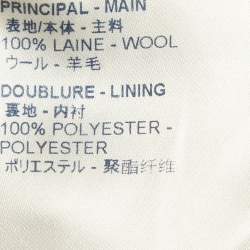 PRINCIPAL - MAIN
表地/本体 - 主料
100% LAINE - WOOL
ウール - 羊毛
DOUBLURE - LINING
裏地 - 内衬
100% POLYESTER -
POLYESTER
ポリエステル - 聚酯纤维